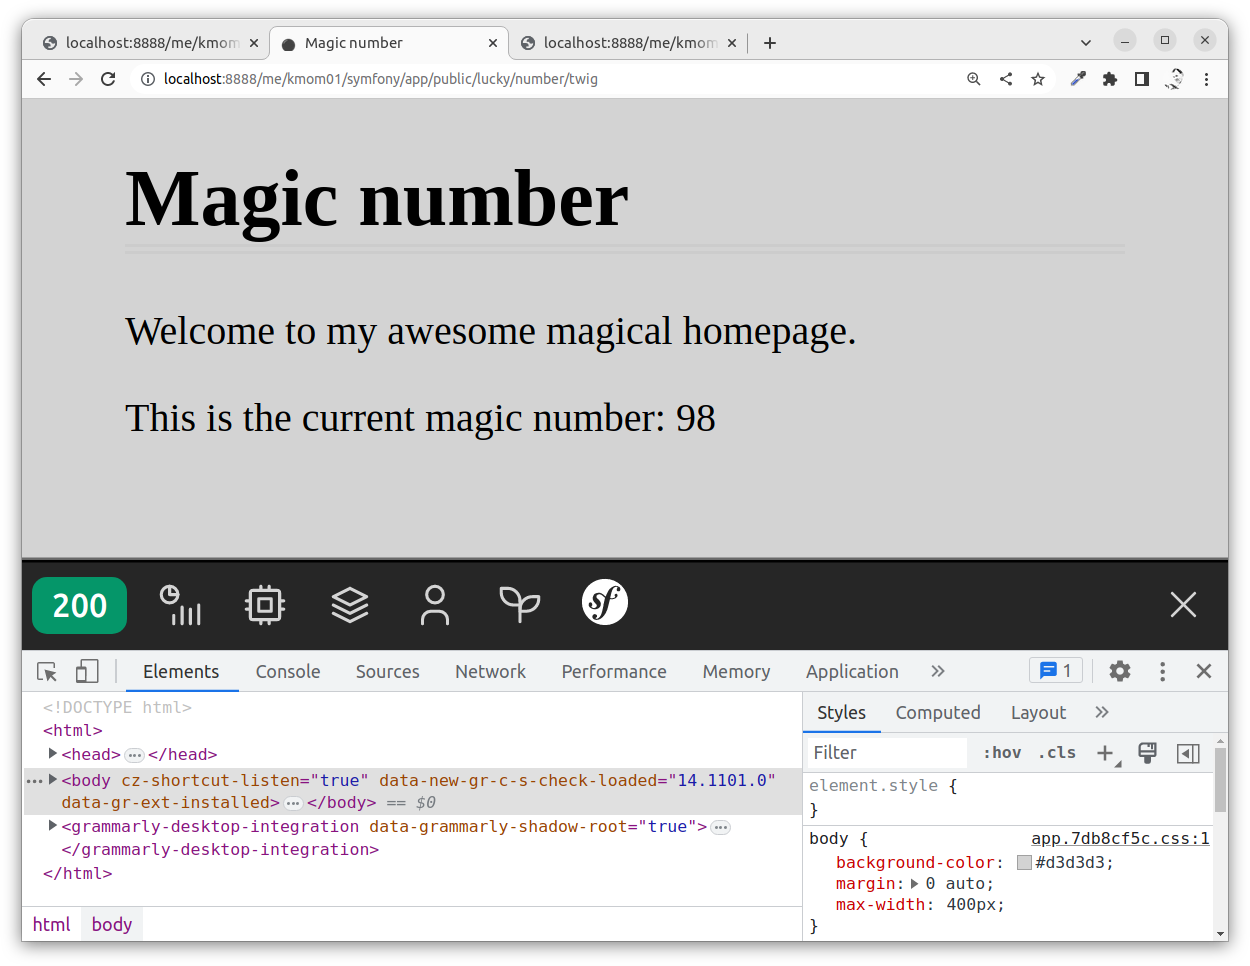 localhost:8888/me/kmom
Magic number
localhost:8888/me/kmom
localhost:8888/me/kmom01/symfony/app/public/lucky/number/twig
Magic number
Welcome to my awesome magical homepage.
This is the current magic number: 98
200
sf
Elements Console Sources Network Performance Memory Application 1
<!DOCTYPE html>
<html>
<head>…</head>
<body cz-shortcut-listen="true" data-new-gr-c-s-check-loaded="14.1101.0"
data-gr-ext-installed>…</body> == $0
<grammarly-desktop-integration data-grammarly-shadow-root="true">…
</grammarly-desktop-integration>
</html>
html body
Styles Computed Layout
Filter :hov .cls
element.style {
}
body { app.7db8cf5c.css:1
background-color: #d3d3d3;
margin: 0 auto;
max-width: 400px;
}